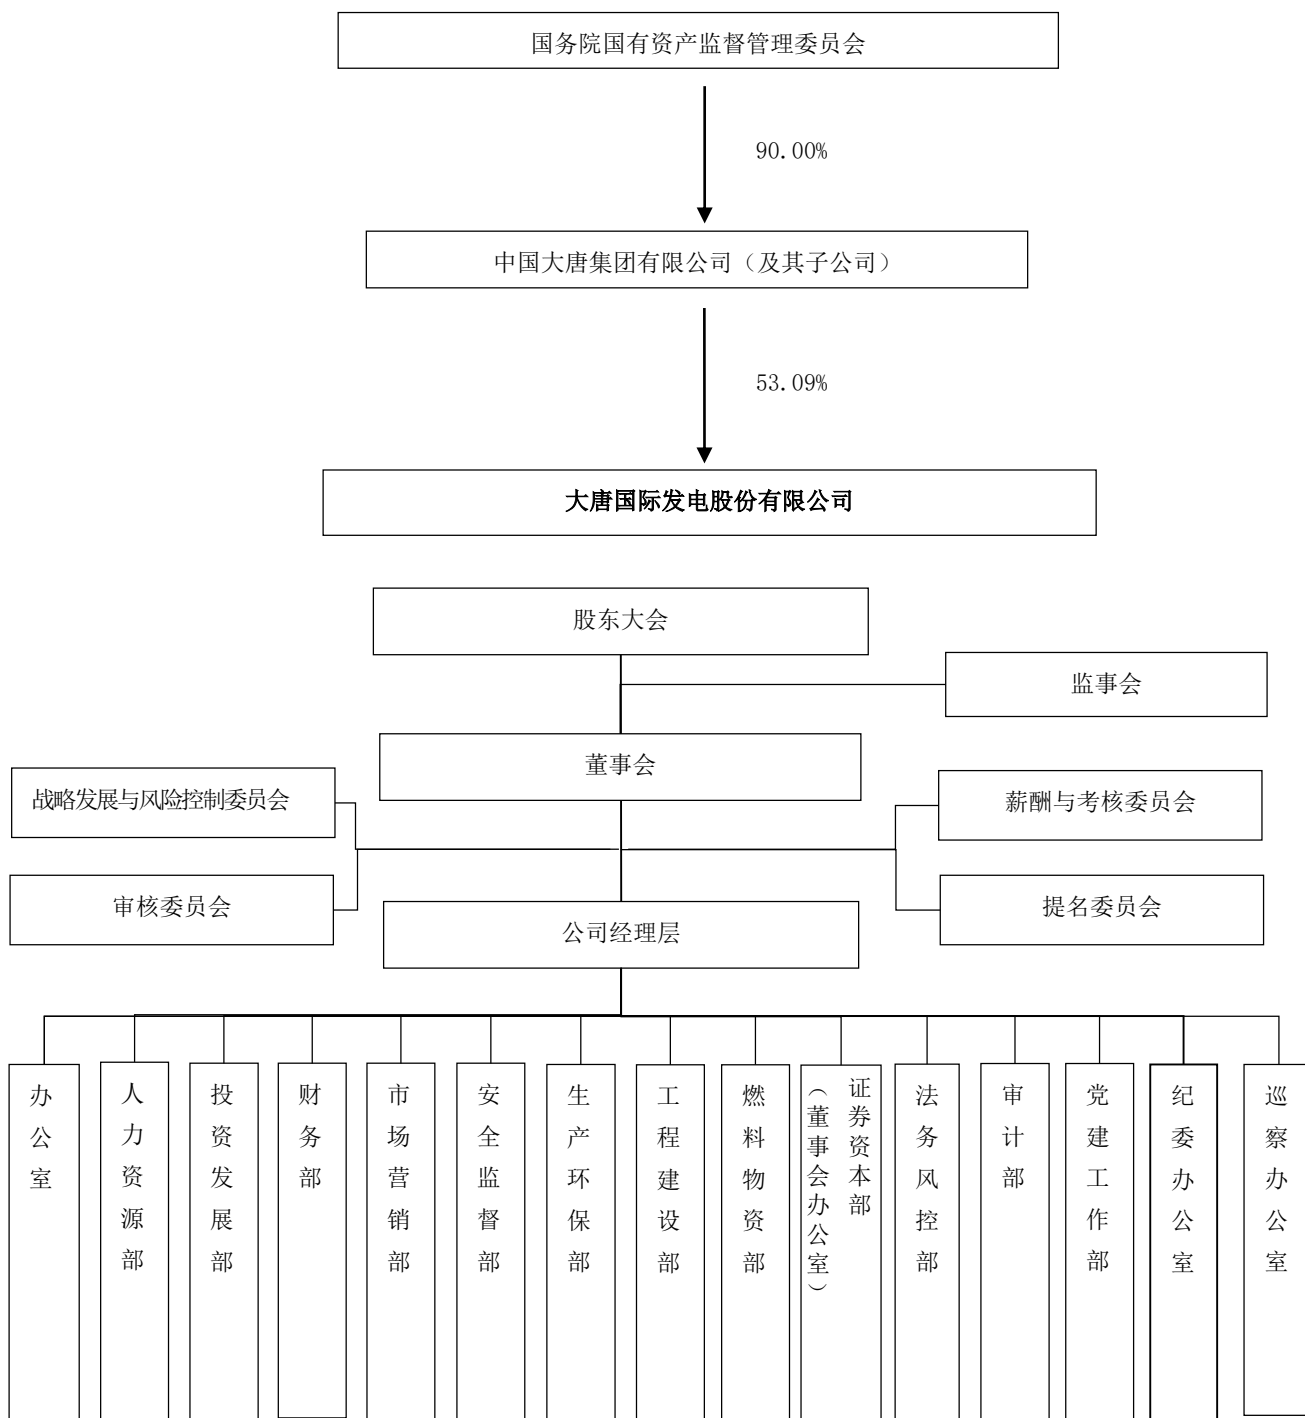 国务院国有资产监督管理委员会
90.00%
中国大唐集团有限公司（及其子公司）
53.09%
大唐国际发电股份有限公司
股东大会
监事会
董事会
战略发展与风险控制委员会
薪酬与考核委员会
审核委员会
提名委员会
公司经理层
办公室
人力资源部
投资发展部
财务部
市场营销部
安全监督部
生产环保部
工程建设部
燃料物资部
证券资本部
（董事会办公室）
法务风控部
审计部
党建工作部
纪委办公室
巡察办公室